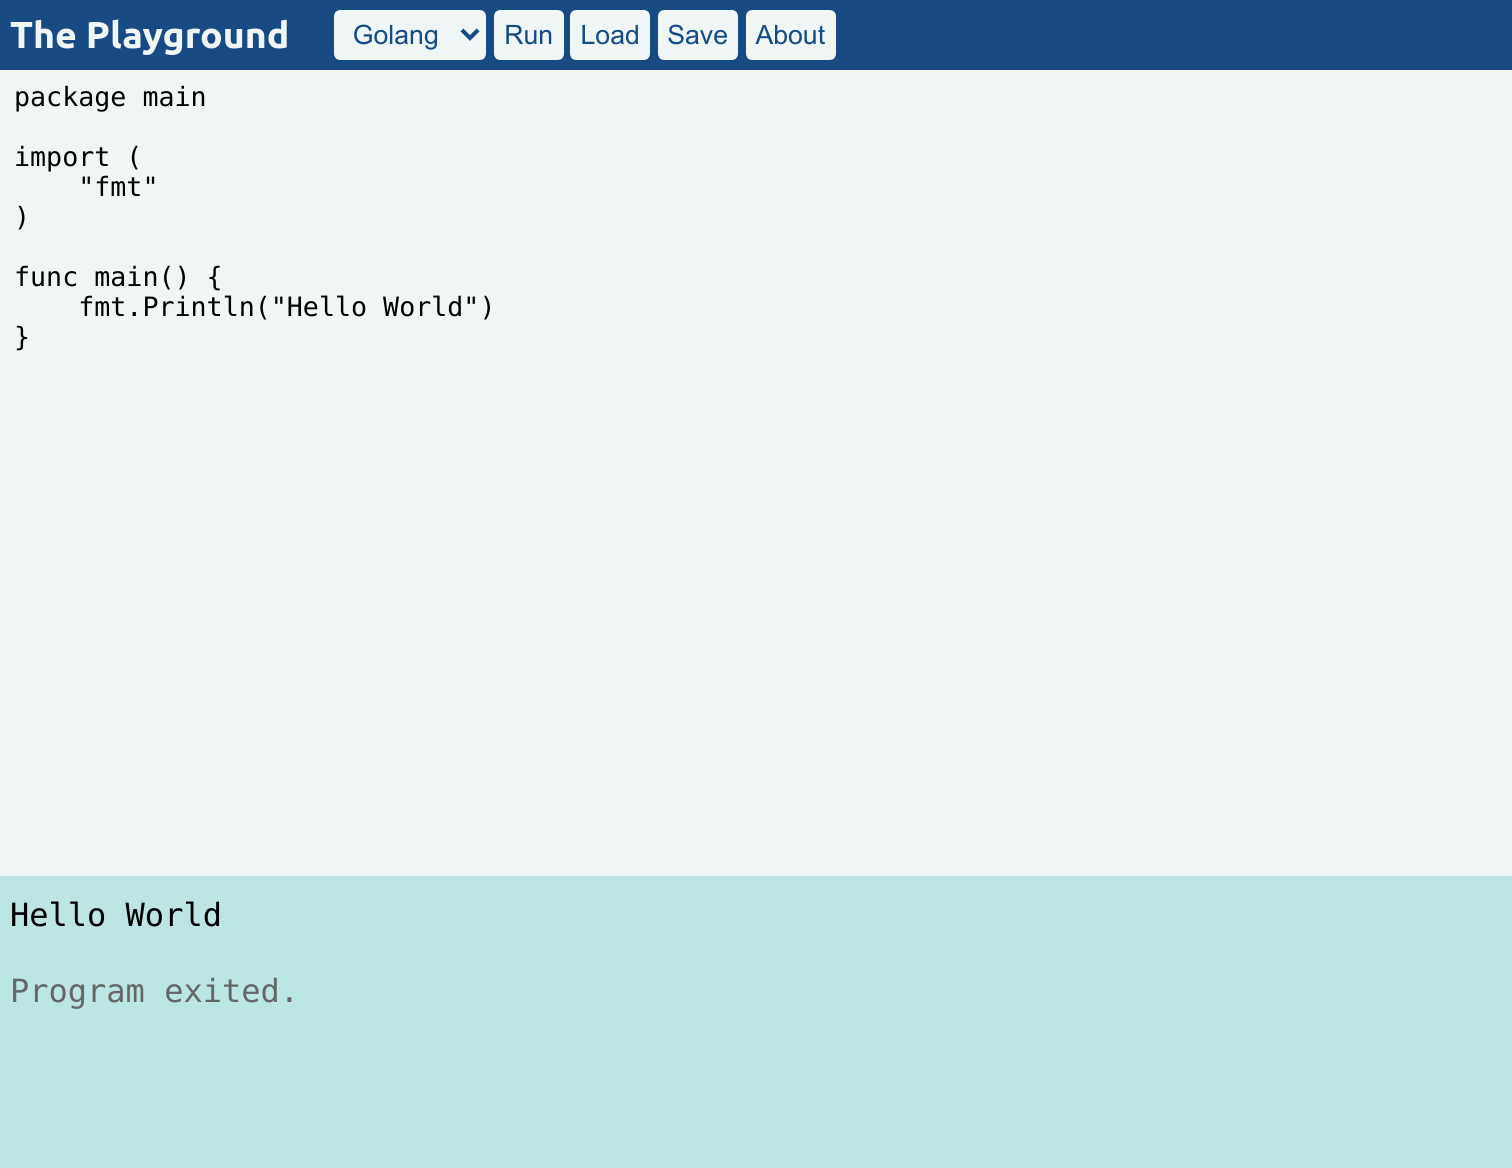 The Playground Golang Run Load Save About
package main

import (
    "fmt"
)

func main() {
    fmt.Println("Hello World")
}
Hello World

Program exited.